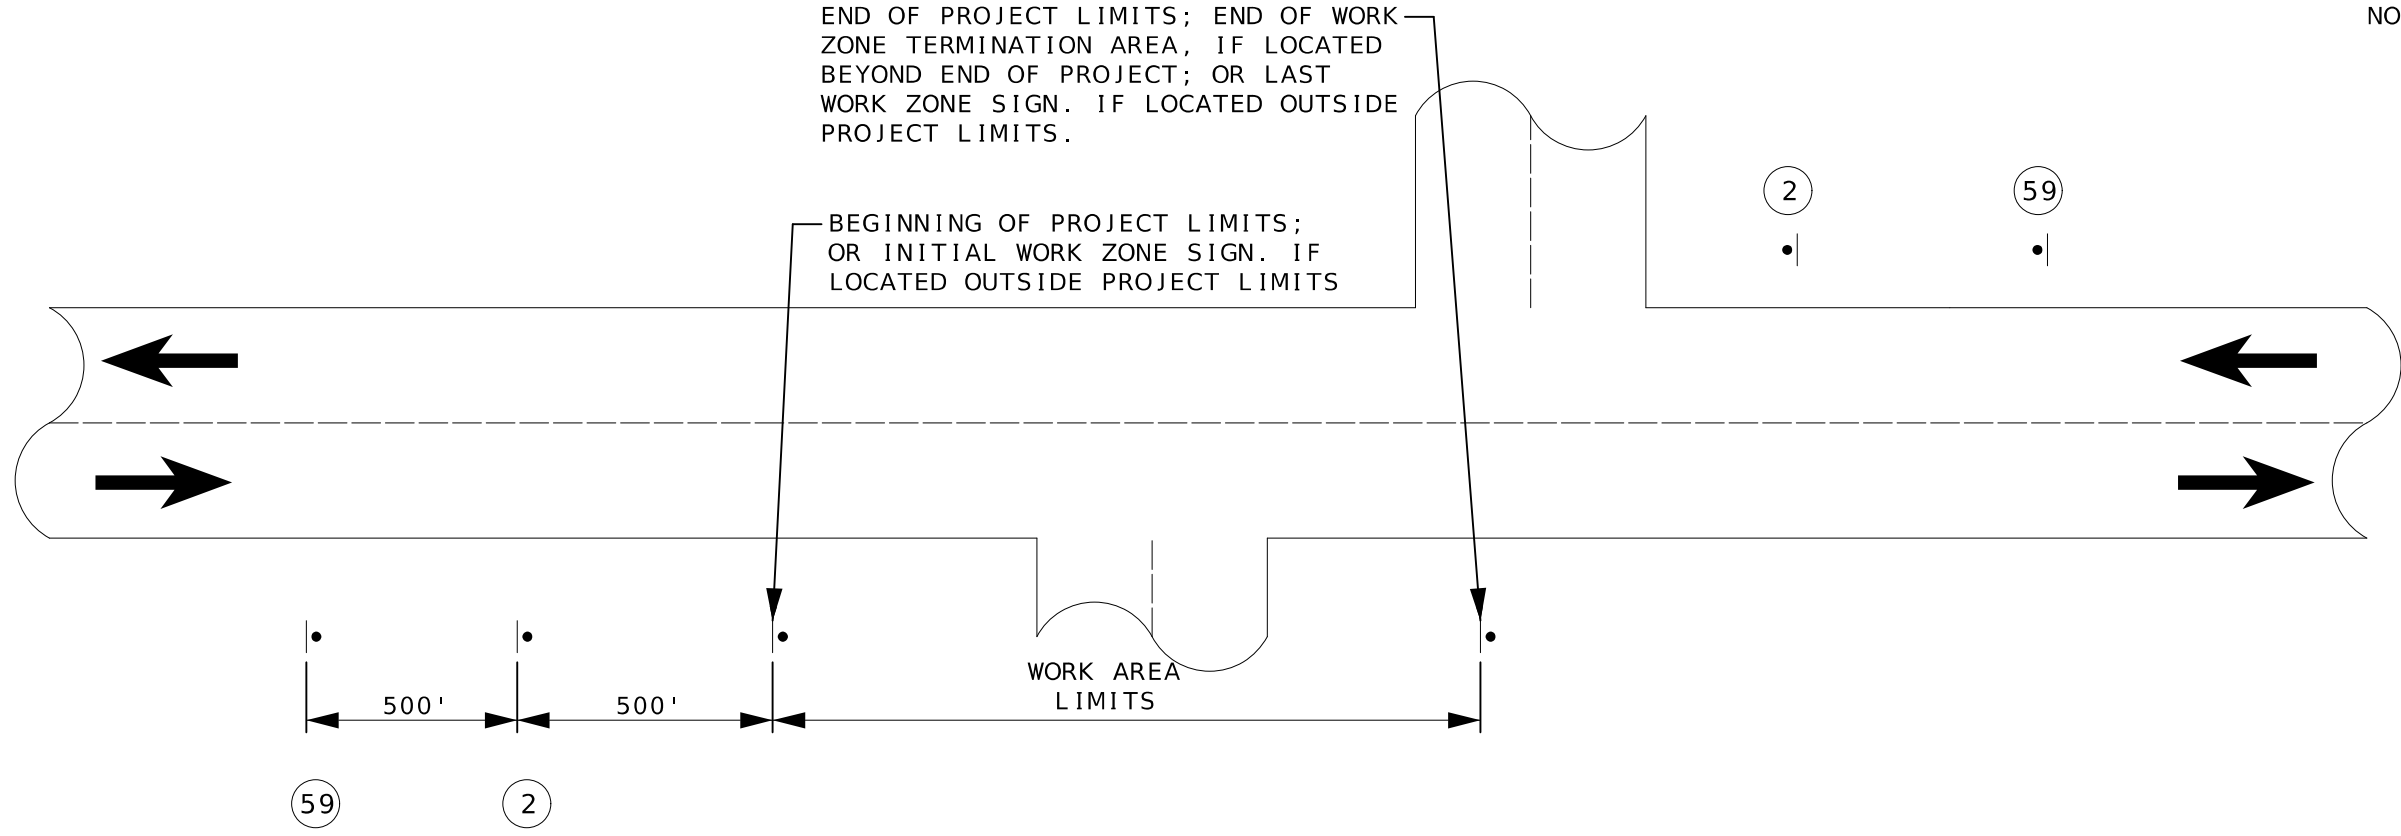 END OF PROJECT LIMITS; END OF WORK
ZONE TERMINATION AREA, IF LOCATED
BEYOND END OF PROJECT; OR LAST
WORK ZONE SIGN. IF LOCATED OUTSIDE
PROJECT LIMITS.
NO
2
59
BEGINNING OF PROJECT LIMITS;
OR INITIAL WORK ZONE SIGN. IF
LOCATED OUTSIDE PROJECT LIMITS
WORK AREA
LIMITS
500'
500'
59
2